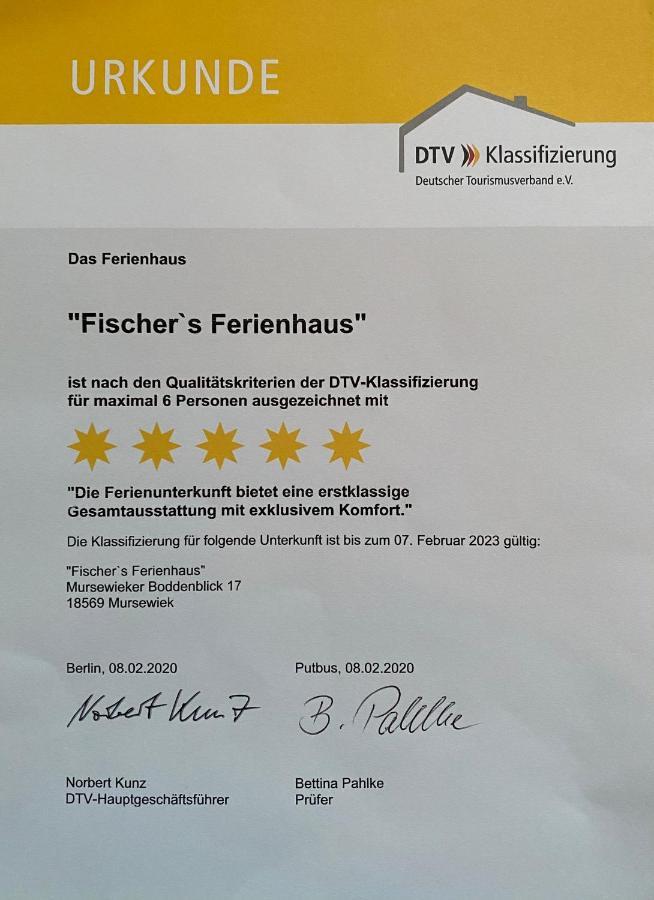 URKUNDE
DTV Klassifizierung
Deutscher Tourismusverband e.V.
Das Ferienhaus
"Fischer`s Ferienhaus"
ist nach den Qualitätskriterien der DTV-Klassifizierung
für maximal 6 Personen ausgezeichnet mit
"Die Ferienunterkunft bietet eine erstklassige
Gesamtausstattung mit exklusivem Komfort."
Die Klassifizierung für folgende Unterkunft ist bis zum 07. Februar 2023 gültig:
"Fischer`s Ferienhaus"
Mursewieker Boddenblick 17
18569 Mursewiek
Berlin, 08.02.2020
Putbus, 08.02.2020
Norbert Kunz
B. Pahlke
Norbert Kunz
DTV-Hauptgeschäftsführer
Bettina Pahlke
Prüfer